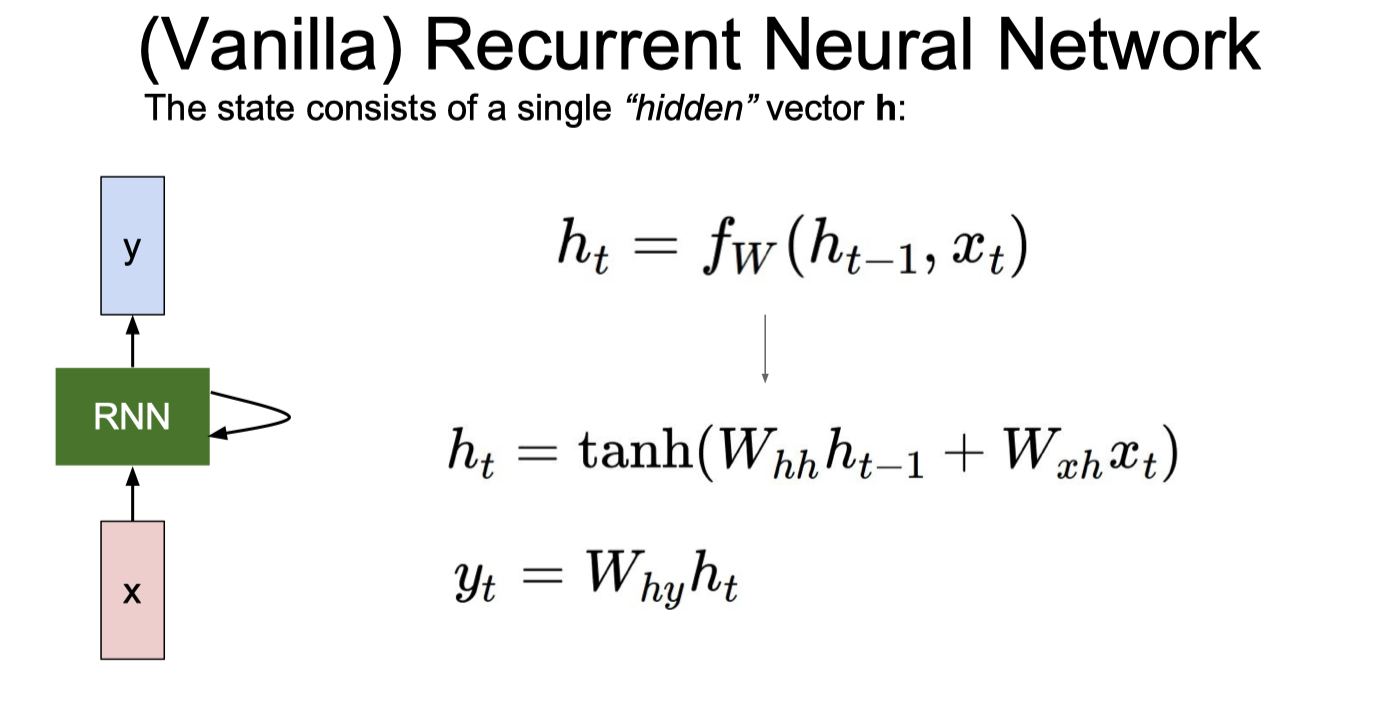 (Vanilla) Recurrent Neural Network
The state consists of a single “hidden” vector h:
y
RNN
x
h_t = f_W(h_{t−1}, x_t)
h_t = tanh(W_{hh}h_{t−1} + W_{xh}x_t)
y_t = W_{hy}h_t